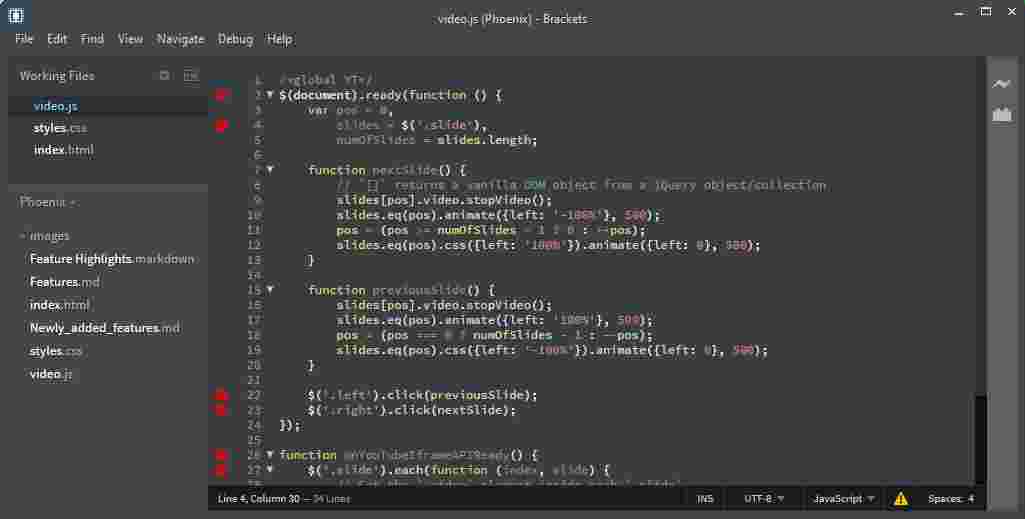 video.js (Phoenix) - Brackets
File Edit Find View Navigate Debug Help
Working Files
video.js
styles.css
index.html
Phoenix
images
Feature Highlights.markdown
Features.md
index.html
Newly_added_features.md
styles.css
video.js
1 /*global YT*/
2 $(document).ready(function () {
3 var pos = 0,
4 slides = $('.slide'),
5 numOfSlides = slides.length;
6
7 function nextSlide() {
8 // `[]` returns a vanilla DOM object from a jQuery object/collection
9 slides[pos].video.stopVideo();
10 slides.eq(pos).animate({left: '-100%'}, 500);
11 pos = (pos >= numOfSlides - 1 ? 0 : ++pos);
12 slides.eq(pos).css({left: '100%'}).animate({left: 0}, 500);
13 }
14
15 function previousSlide() {
16 slides[pos].video.stopVideo();
17 slides.eq(pos).animate({left: '100%'}, 500);
18 pos = (pos === 0 ? numOfSlides - 1 : --pos);
19 slides.eq(pos).css({left: '-100%'}).animate({left: 0}, 500);
20 }
21
22 $('.left').click(previousSlide);
23 $('.right').click(nextSlide);
24 });
25
26 function onYouTubeIframeAPIReady() {
27 $('.slide').each(function (index, slide) {
Line 4, Column 30 — 34 Lines INS UTF-8 JavaScript Spaces: 4